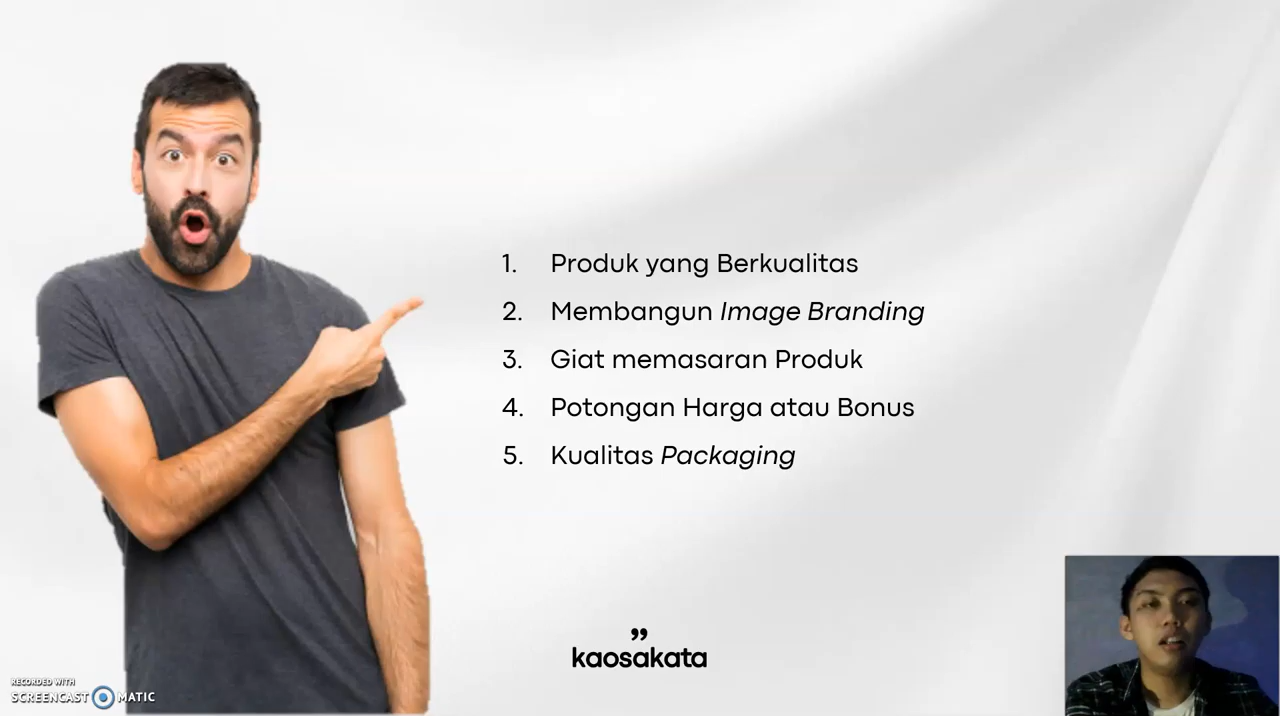 1. Produk yang Berkualitas
2. Membangun Image Branding
3. Giat memasaran Produk
4. Potongan Harga atau Bonus
5. Kualitas Packaging
”
kaosakata
RECORDED WITH
SCREENCAST MATIC